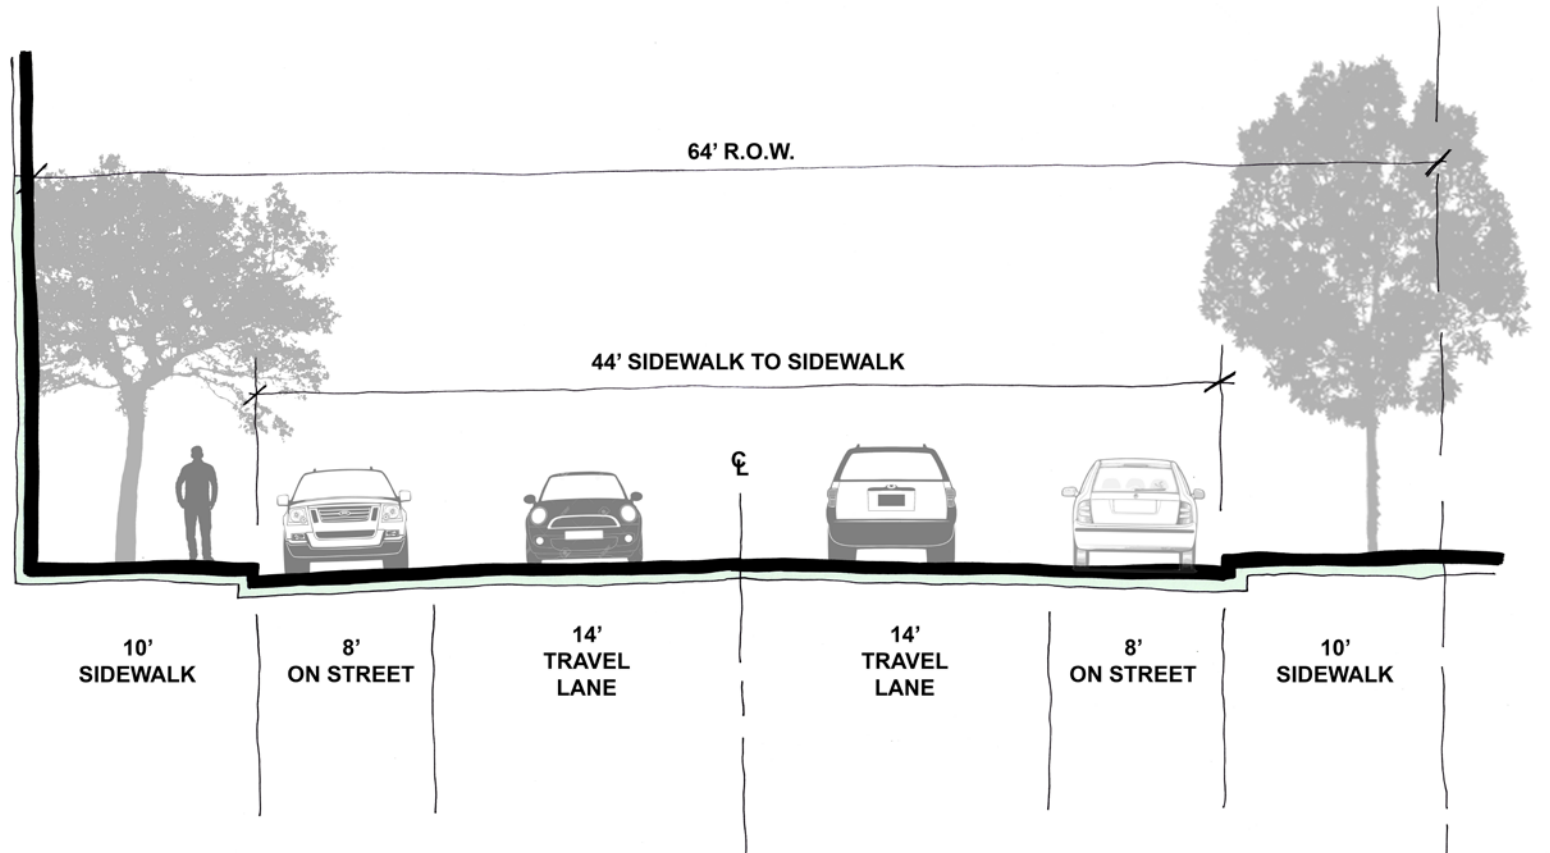 64’ R.O.W.
44’ SIDEWALK TO SIDEWALK
℄
10’
SIDEWALK
8’
ON STREET
14’
TRAVEL
LANE
14’
TRAVEL
LANE
8’
ON STREET
10’
SIDEWALK